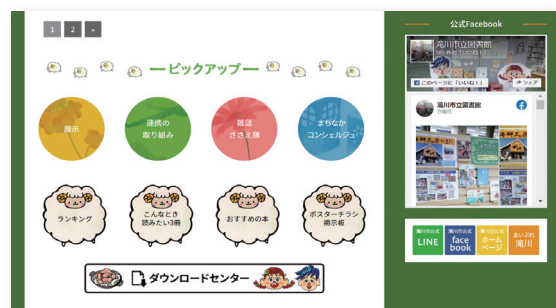 1 2 »
公式Facebook
滝川市立図書館
このページに「いいね！」
シェア
ピックアップ
滝川市立図書館
展示
連携の
取り組み
雑誌
ささえ隊
まちなか
コンシェルジュ
ランキング
こんなとき
読みたい3冊
おすすめの本
ポスターチラシ
掲示板
滝川市公式
LINE
滝川市公式
face
book
滝川市公式
ホーム
ページ
まいぷれ
滝川
ダウンロードセンター